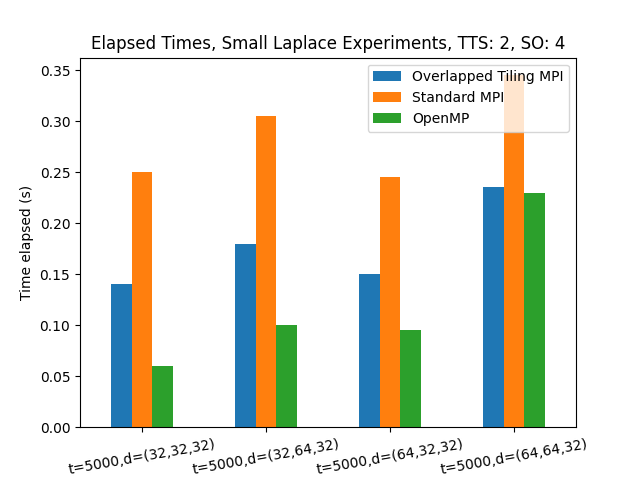 Elapsed Times, Small Laplace Experiments, TTS: 2, SO: 4
Overlapped Tiling MPI
Standard MPI
OpenMP
Time elapsed (s)
0.35
0.30
0.25
0.20
0.15
0.10
0.05
0.00
t=5000,d=(32,32,32)
t=5000,d=(32,64,32)
t=5000,d=(64,32,32)
t=5000,d=(64,64,32)